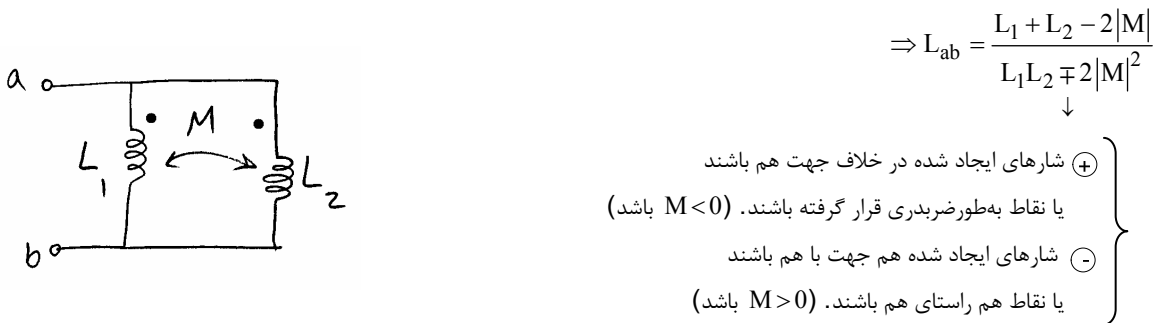 ⇒ L_ab = (L₁ + L₂ − 2|M|) / (L₁L₂ ∓ 2|M|²)
↓
(+) شارهای ایجاد شده در خلاف جهت هم باشند
یا نقاط به‌طورضربدری قرار گرفته باشند. (M<0 باشد)
(-) شارهای ایجاد شده هم جهت با هم باشند
یا نقاط هم راستای هم باشند. (M>0 باشد)
a
M
L₁
L₂
b